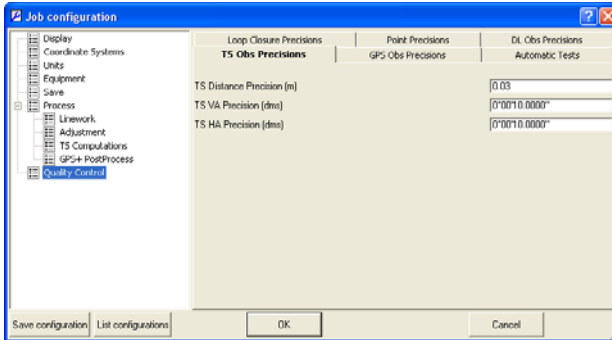 Job configuration
Display
Coordinate Systems
Units
Equipment
Save
Process
Linework
Adjustment
TS Computations
GPS+ PostProcess
Quality Control
Loop Closure Precisions Point Precisions DL Obs Precisions
TS Obs Precisions GPS Obs Precisions Automatic Tests
TS Distance Precision (m) 0.03
TS VA Precision (dms) 0°00'10.0000"
TS HA Precision (dms) 0°00'10.0000"
Save configuration List configurations OK Cancel